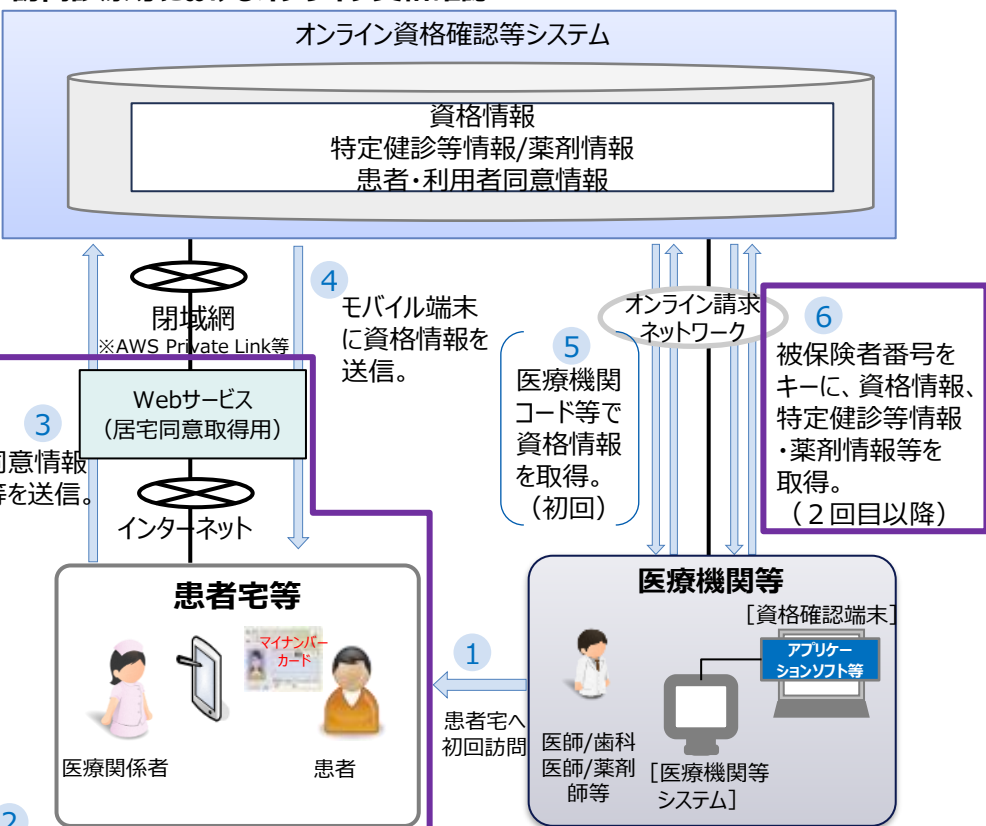 オンライン資格確認等システム
資格情報
特定健診等情報/薬剤情報
患者・利用者同意情報
4
モバイル端末
に資格情報を
送信。
閉域網
※AWS Private Link等
Webサービス
（居宅同意取得用）
3
同意情報
等を送信。
インターネット
オンライン請求
ネットワーク
5
医療機関
コード等で
資格情報
を取得。
（初回）
6
被保険者番号を
キーに、資格情報、
特定健診等情報
・薬剤情報等を
取得。
（２回目以降）
患者宅等
マイナンバー
カード
医療関係者
患者
1
患者宅へ
初回訪問
医療機関等
［資格確認端末］
アプリケー
ションソフト等
医師/歯科
医師/薬剤
師等
［医療機関等
システム］
2